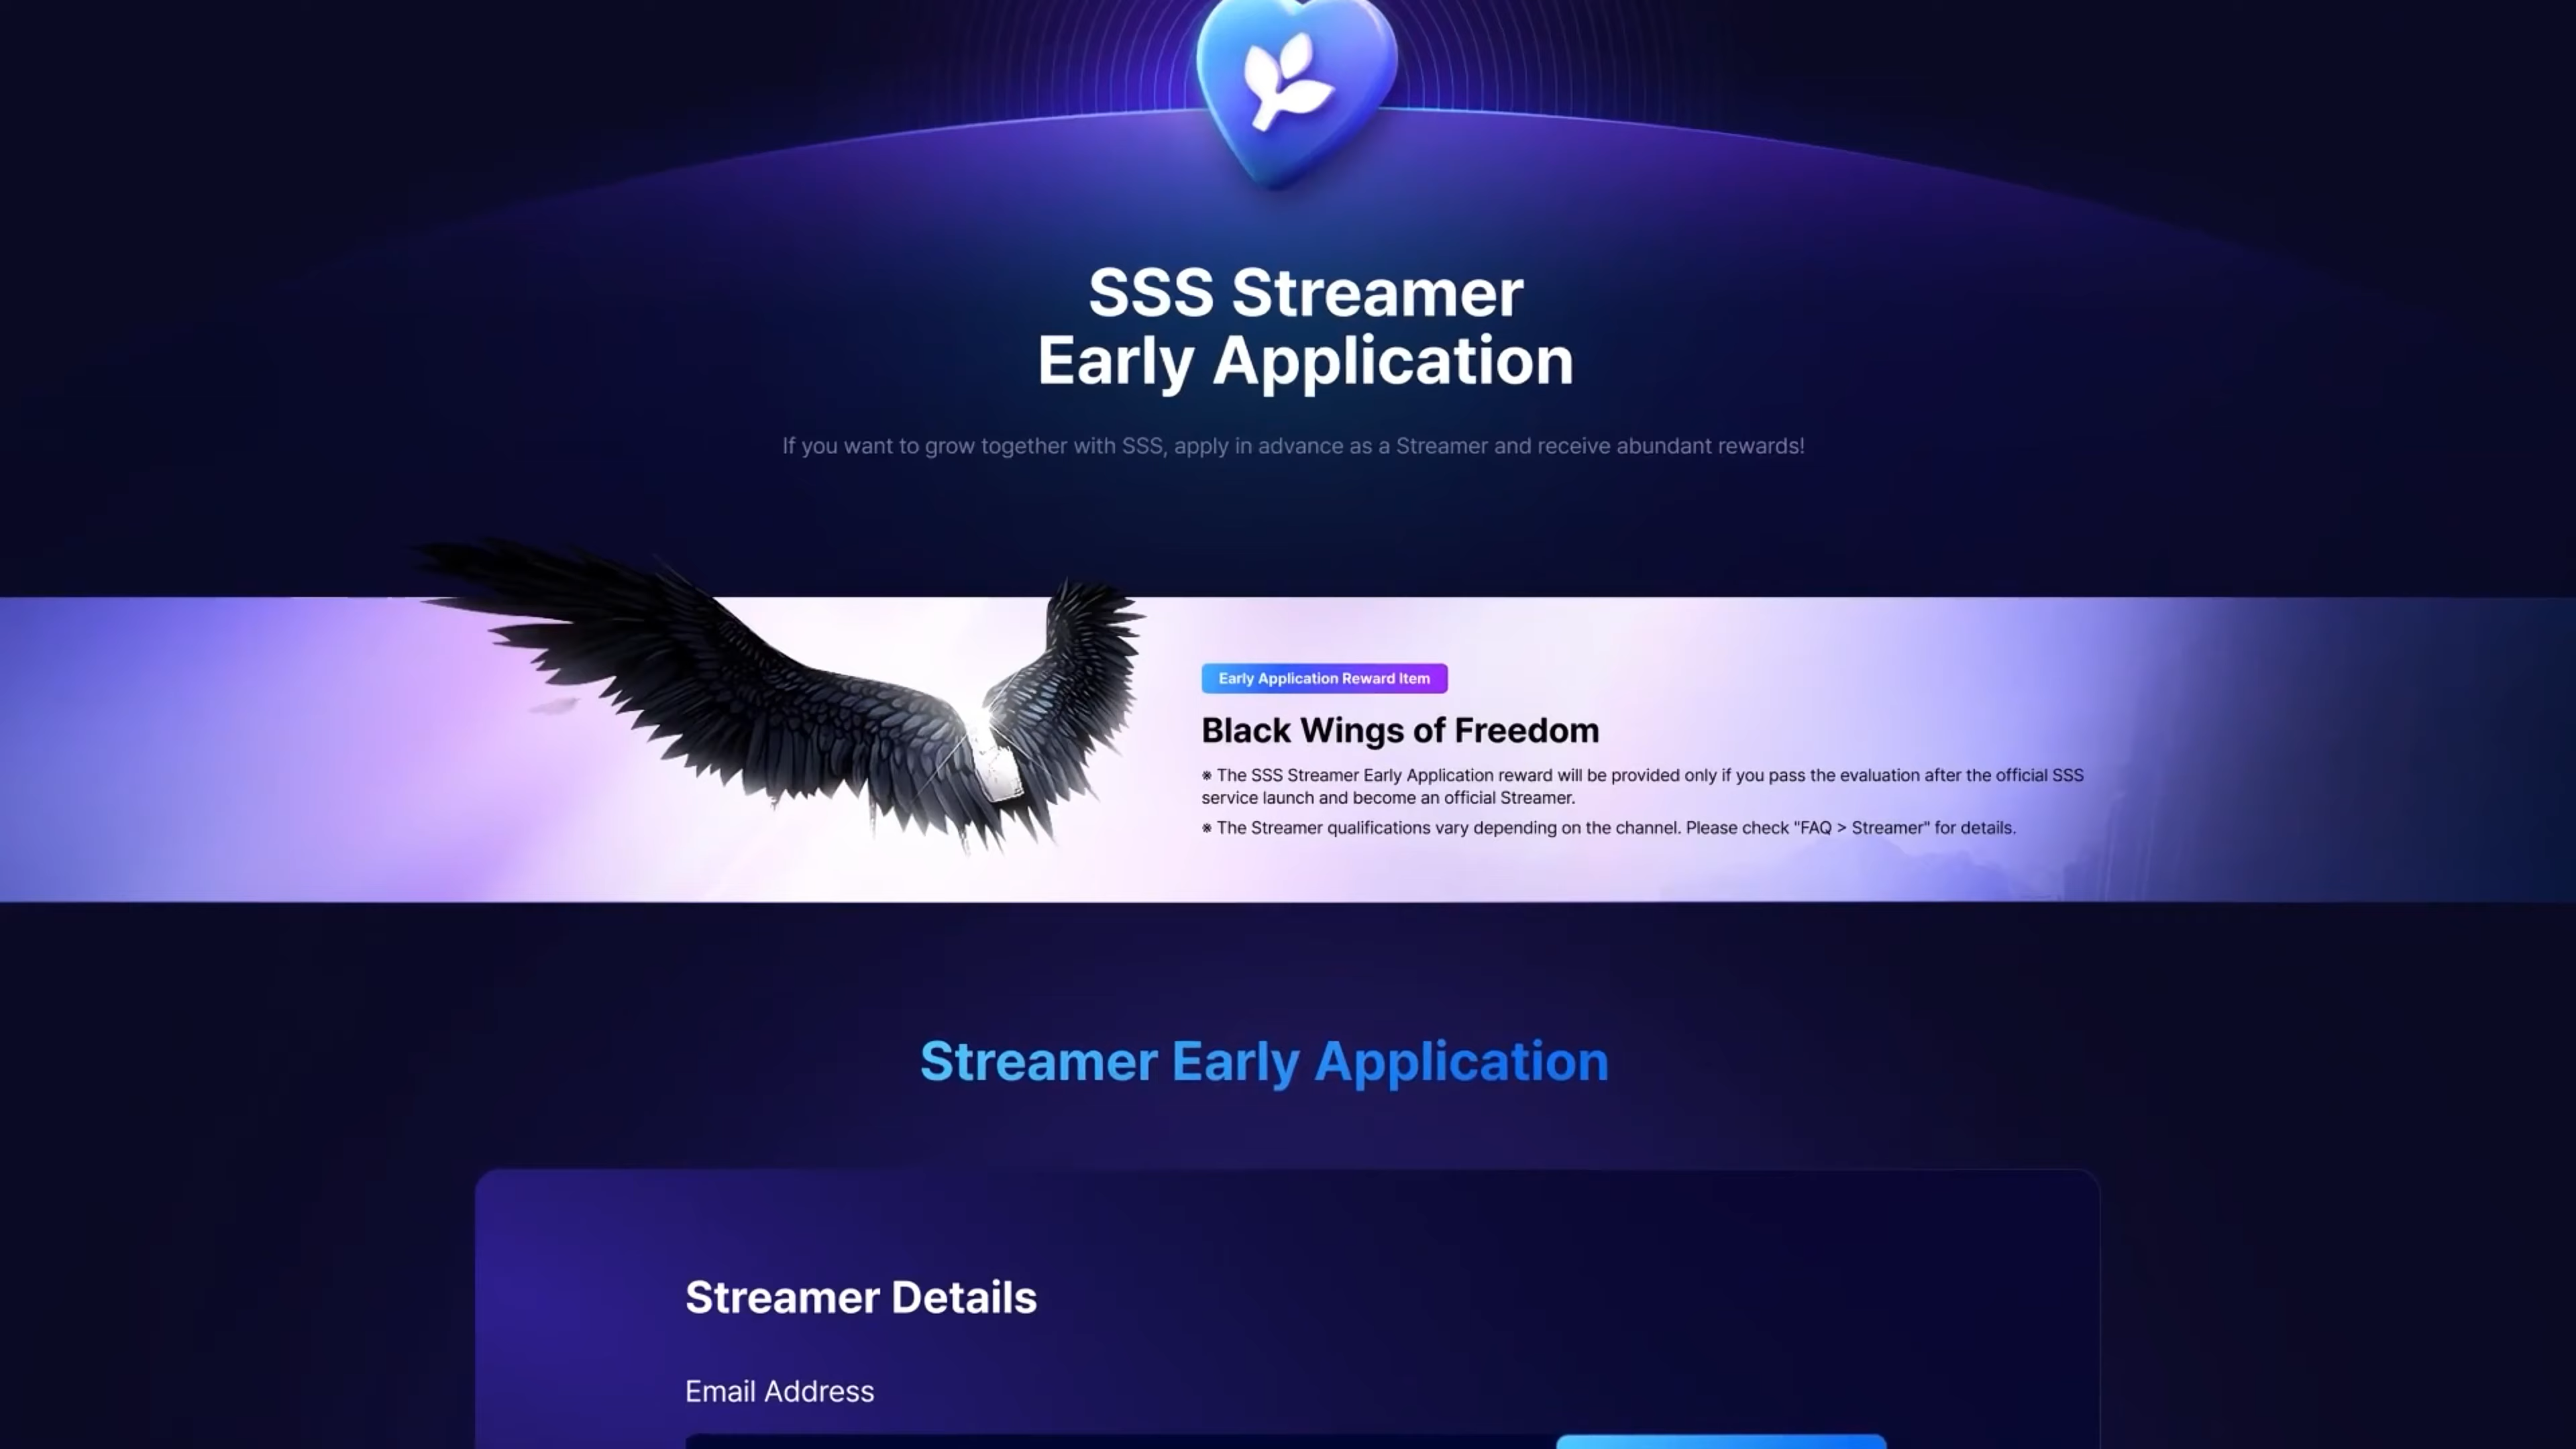 SSS Streamer
Early Application
If you want to grow together with SSS, apply in advance as a Streamer and receive abundant rewards!
Early Application Reward Item
Black Wings of Freedom
※ The SSS Streamer Early Application reward will be provided only if you pass the evaluation after the official SSS
service launch and become an official Streamer.
※ The Streamer qualifications vary depending on the channel. Please check "FAQ > Streamer" for details.
Streamer Early Application
Streamer Details
Email Address